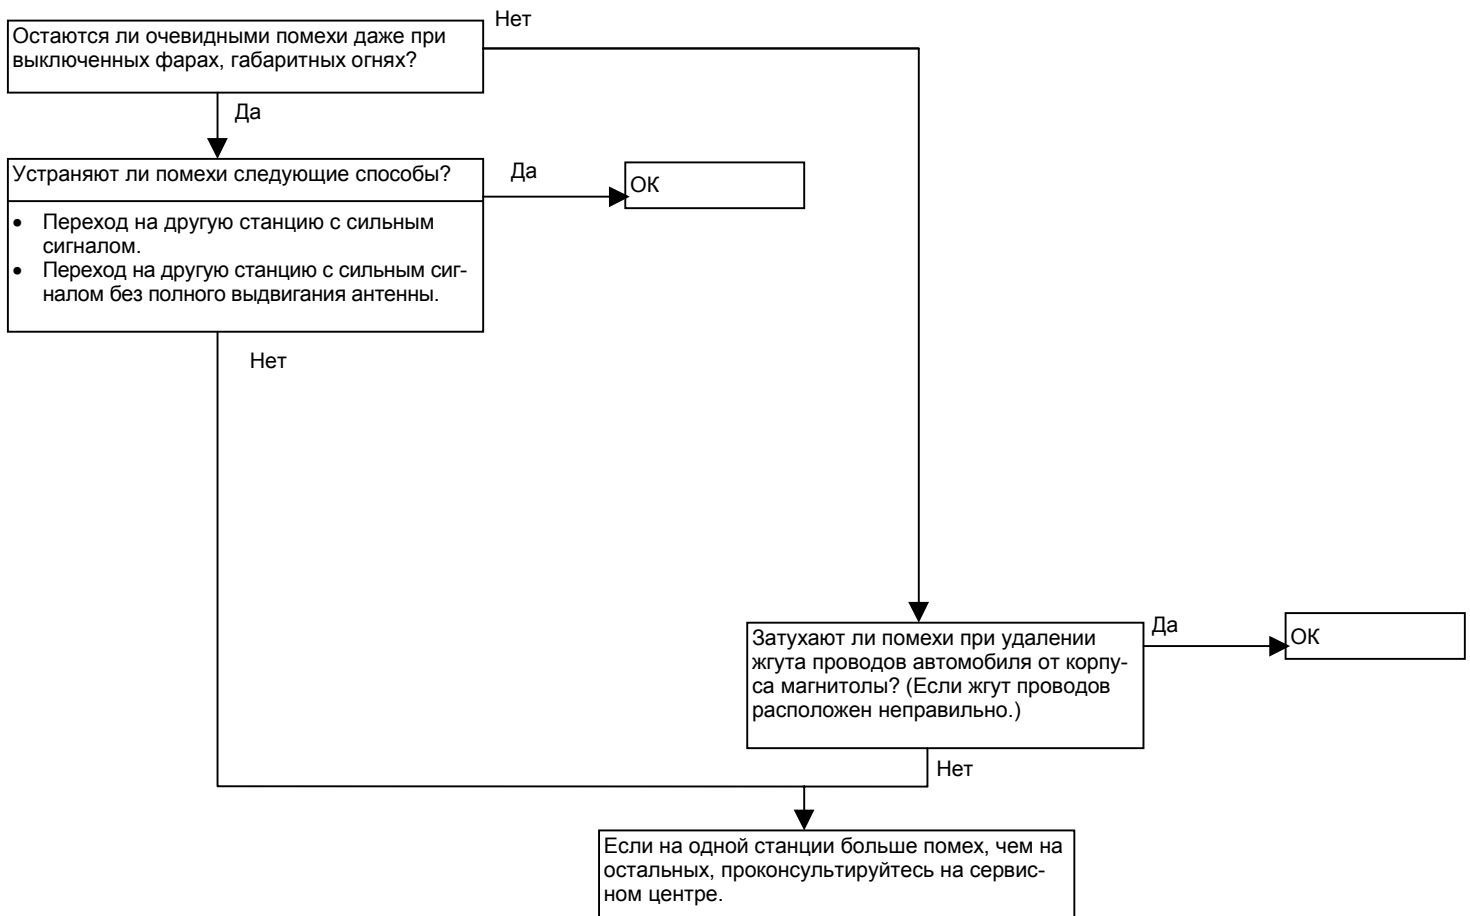 Нет
Остаются ли очевидными помехи даже при
выключенных фарах, габаритных огнях?
Да
Устраняют ли помехи следующие способы?
Да
ОК
• Переход на другую станцию с сильным
сигналом.
• Переход на другую станцию с сильным сиг-
налом без полного выдвигания антенны.
Нет
Затухают ли помехи при удалении
жгута проводов автомобиля от корпу-
са магнитолы? (Если жгут проводов
расположен неправильно.)
Да
ОК
Нет
Если на одной станции больше помех, чем на
остальных, проконсультируйтесь на сервис-
ном центре.